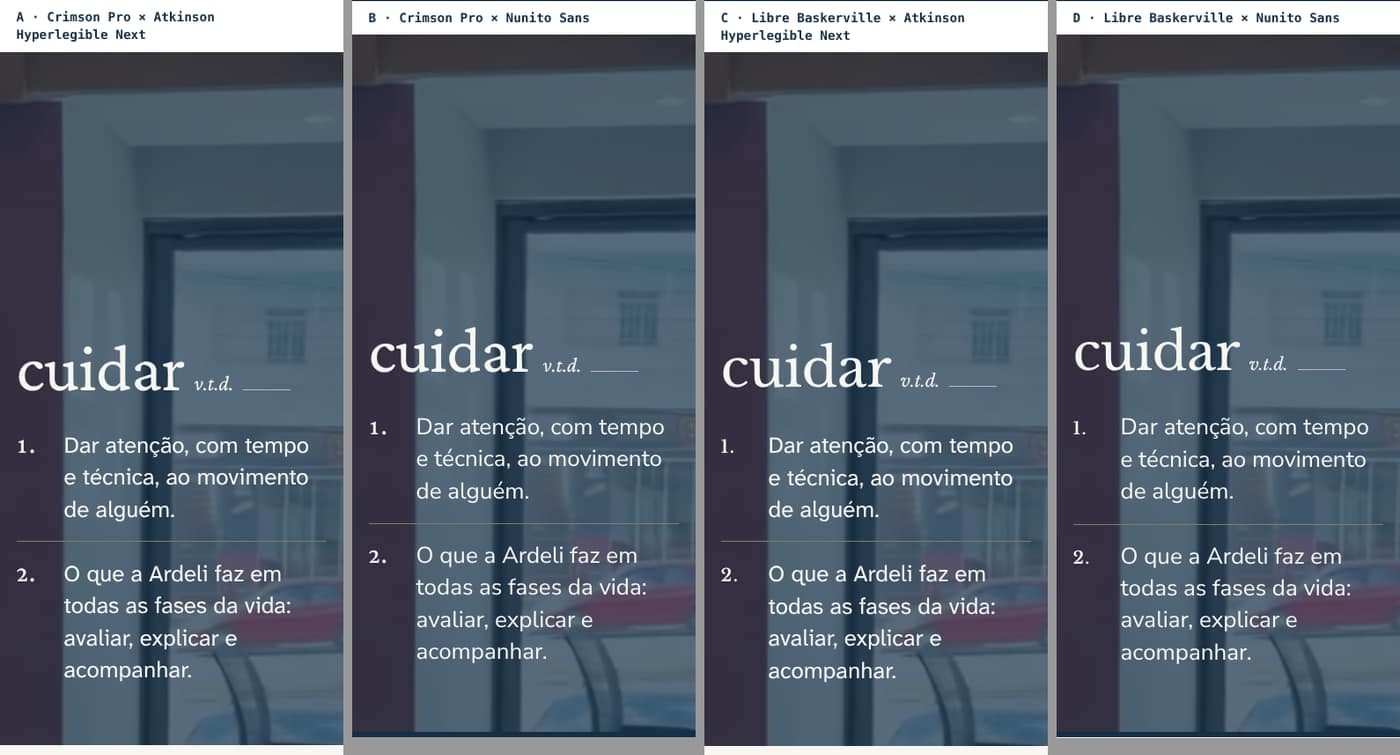 A · Crimson Pro × Atkinson
Hyperlegible Next
cuidar v.t.d.
1. Dar atenção, com tempo
e técnica, ao movimento
de alguém.
2. O que a Ardeli faz em
todas as fases da vida:
avaliar, explicar e
acompanhar.
B · Crimson Pro × Nunito Sans
cuidar v.t.d.
1. Dar atenção, com tempo
e técnica, ao movimento
de alguém.
2. O que a Ardeli faz em
todas as fases da vida:
avaliar, explicar e
acompanhar.
C · Libre Baskerville × Atkinson
Hyperlegible Next
cuidar v.t.d.
1. Dar atenção, com tempo
e técnica, ao movimento
de alguém.
2. O que a Ardeli faz em
todas as fases da vida:
avaliar, explicar e
acompanhar.
D · Libre Baskerville × Nunito Sans
cuidar v.t.d.
1. Dar atenção, com tempo
e técnica, ao movimento
de alguém.
2. O que a Ardeli faz em
todas as fases da vida:
avaliar, explicar e
acompanhar.